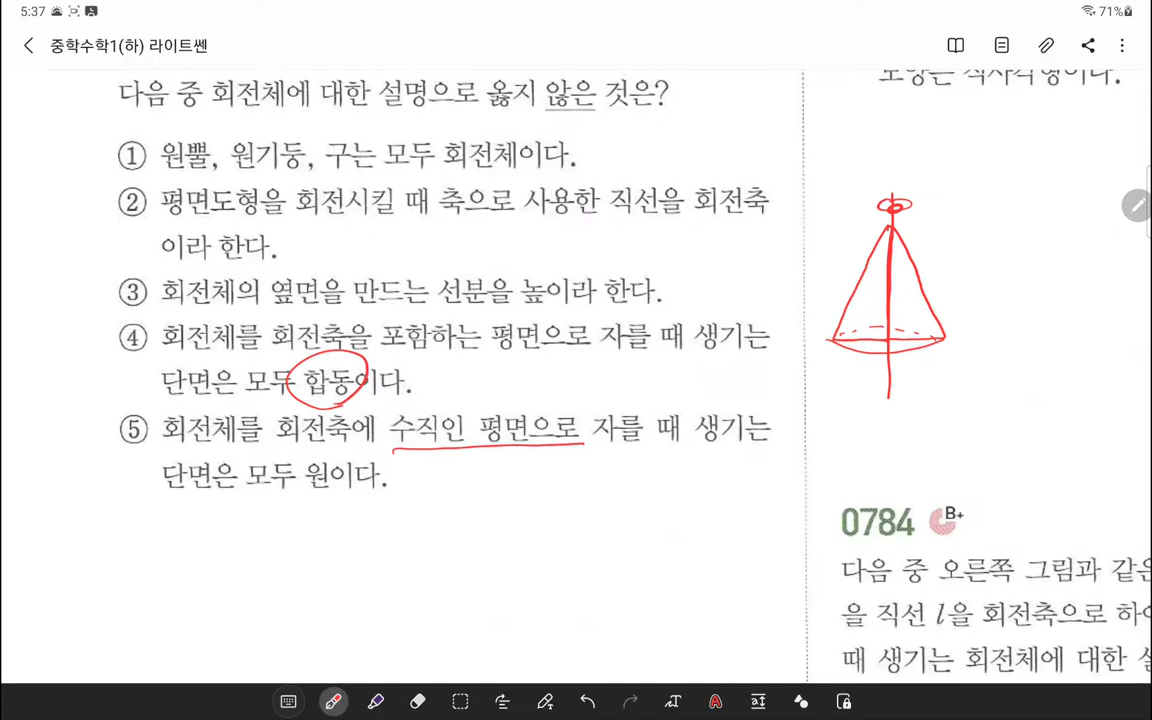 5:37
71%
중학수학1(하) 라이트쎈
다음 중 회전체에 대한 설명으로 옳지 않은 것은?
① 원뿔, 원기둥, 구는 모두 회전체이다.
② 평면도형을 회전시킬 때 축으로 사용한 직선을 회전축
이라 한다.
③ 회전체의 옆면을 만드는 선분을 높이라 한다.
④ 회전체를 회전축을 포함하는 평면으로 자를 때 생기는
단면은 모두 합동이다.
⑤ 회전체를 회전축에 수직인 평면으로 자를 때 생기는
단면은 모두 원이다.
모양은 직사각형이다.
0784 B+
다음 중 오른쪽 그림과 같은
을 직선 l을 회전축으로 하여
때 생기는 회전체에 대한